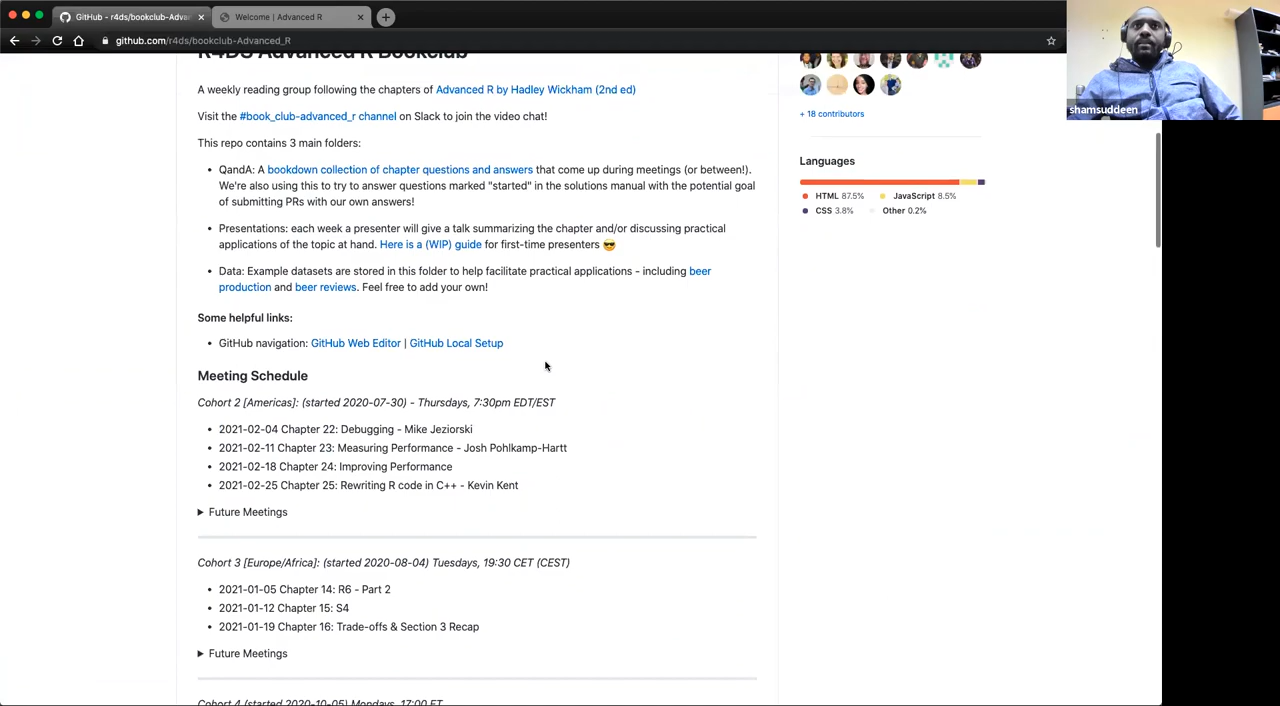 GitHub - r4ds/bookclub-Advan
Welcome | Advanced R
github.com/r4ds/bookclub-Advanced_R
R4DS Advanced R Bookclub
A weekly reading group following the chapters of Advanced R by Hadley Wickham (2nd ed)
Visit the #book_club-advanced_r channel on Slack to join the video chat!
This repo contains 3 main folders:
• QandA: A bookdown collection of chapter questions and answers that come up during meetings (or between!).
We're also using this to try to answer questions marked "started" in the solutions manual with the potential goal
of submitting PRs with our own answers!
• Presentations: each week a presenter will give a talk summarizing the chapter and/or discussing practical
applications of the topic at hand. Here is a (WIP) guide for first-time presenters 😎
• Data: Example datasets are stored in this folder to help facilitate practical applications - including beer
production and beer reviews. Feel free to add your own!
Some helpful links:
• GitHub navigation: GitHub Web Editor | GitHub Local Setup
Meeting Schedule
Cohort 2 [Americas]: (started 2020-07-30) - Thursdays, 7:30pm EDT/EST
• 2021-02-04 Chapter 22: Debugging - Mike Jeziorski
• 2021-02-11 Chapter 23: Measuring Performance - Josh Pohlkamp-Hartt
• 2021-02-18 Chapter 24: Improving Performance
• 2021-02-25 Chapter 25: Rewriting R code in C++ - Kevin Kent
Future Meetings
Cohort 3 [Europe/Africa]: (started 2020-08-04) Tuesdays, 19:30 CET (CEST)
• 2021-01-05 Chapter 14: R6 - Part 2
• 2021-01-12 Chapter 15: S4
• 2021-01-19 Chapter 16: Trade-offs & Section 3 Recap
Future Meetings
Cohort 4 (started 2020-10-05) Mondays, 17:00 ET
+ 18 contributors
Languages
HTML 87.5% JavaScript 8.5%
CSS 3.8% Other 0.2%
shamsuddeen